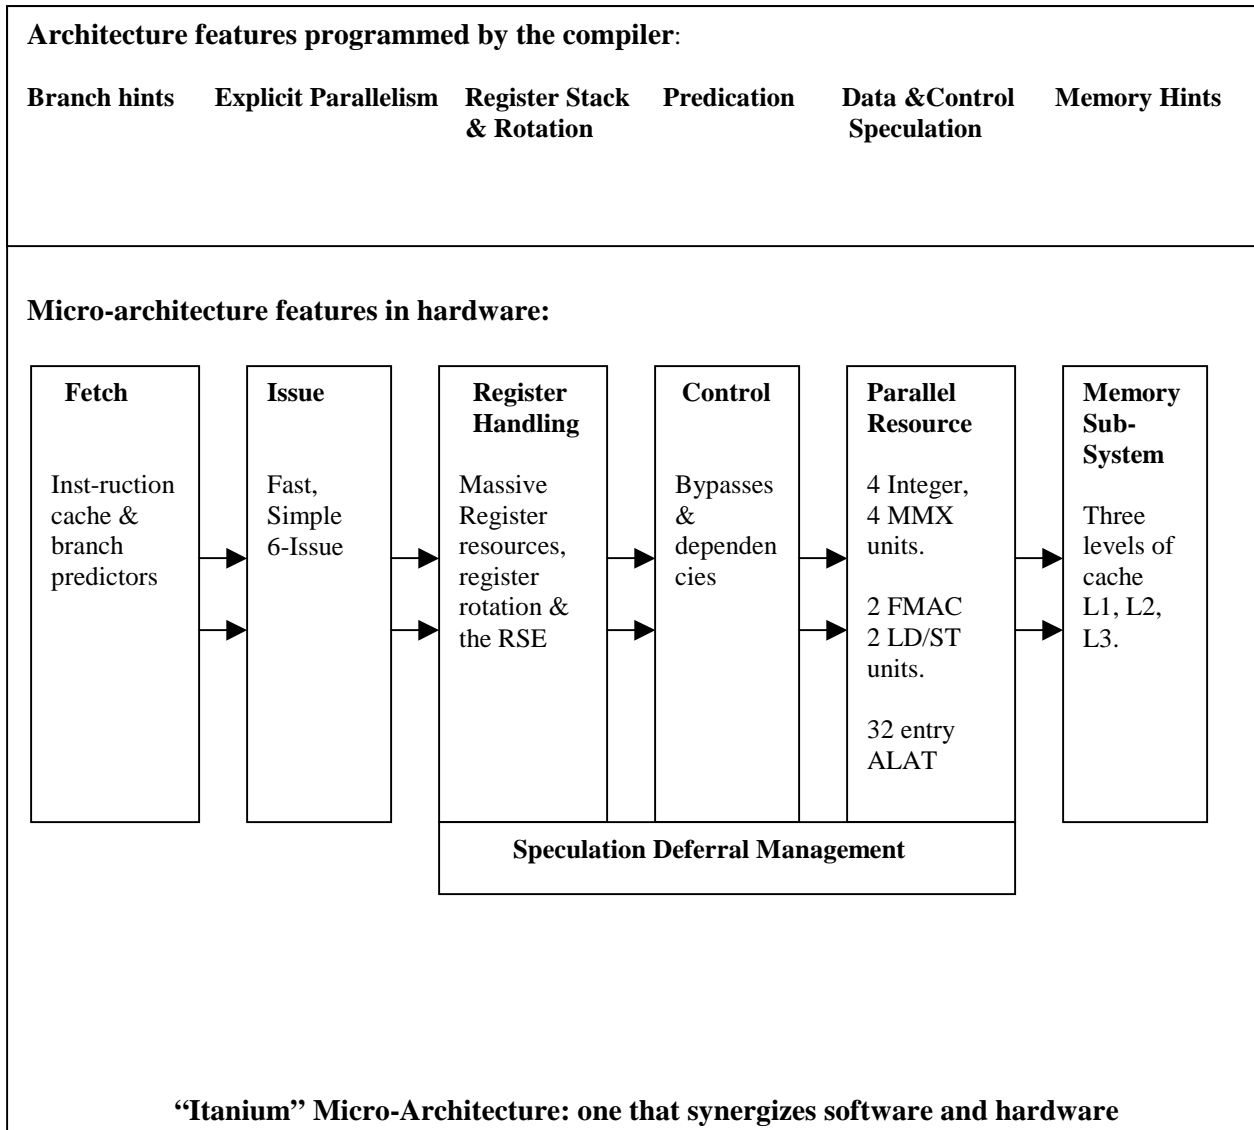 Architecture features programmed by the compiler:
Branch hints
Explicit Parallelism
Register Stack
& Rotation
Predication
Data &Control
Speculation
Memory Hints
Micro-architecture features in hardware:
Fetch
Inst-ruction
cache &
branch
predictors
Issue
Fast,
Simple
6-Issue
Register
Handling
Massive
Register
resources,
register
rotation &
the RSE
Control
Bypasses
&
dependen
cies
Parallel
Resource
4 Integer,
4 MMX
units.
2 FMAC
2 LD/ST
units.
32 entry
ALAT
Memory
Sub-
System
Three
levels of
cache
L1, L2,
L3.
Speculation Deferral Management
“Itanium” Micro-Architecture: one that synergizes software and hardware